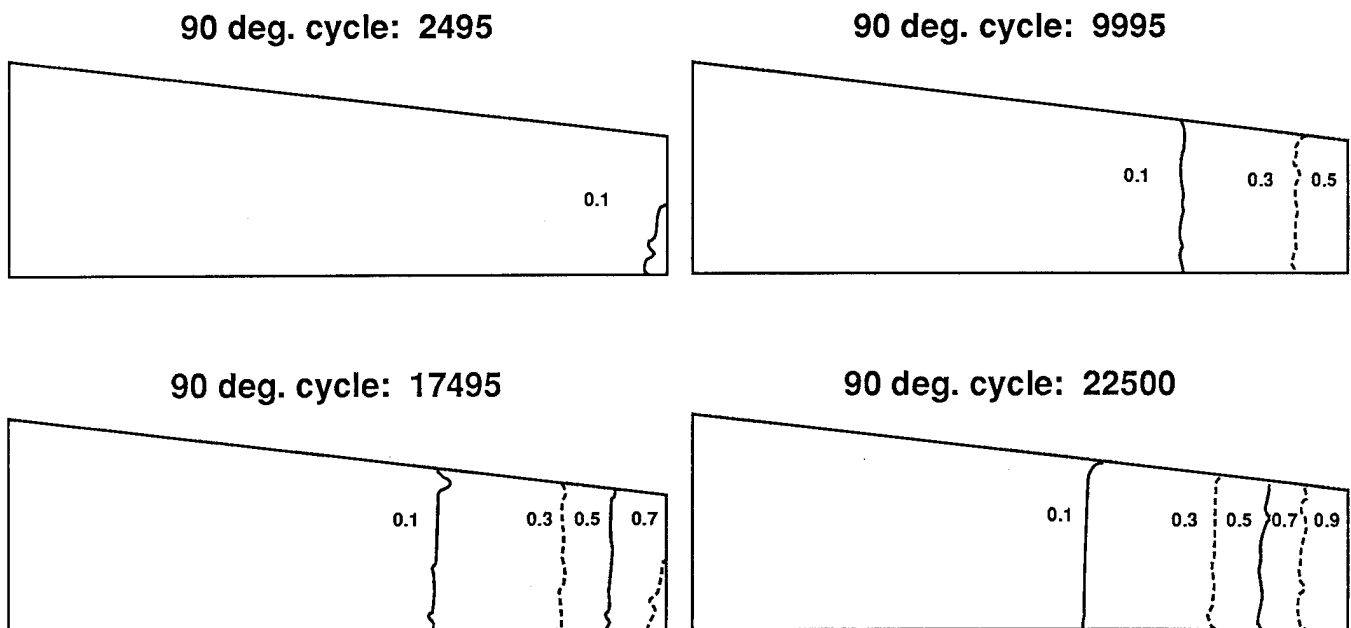 90 deg. cycle: 2495
0.1
90 deg. cycle: 9995
0.1 0.3 0.5
90 deg. cycle: 17495
0.1 0.3 0.5 0.7
90 deg. cycle: 22500
0.1 0.3 0.5 0.7 0.9